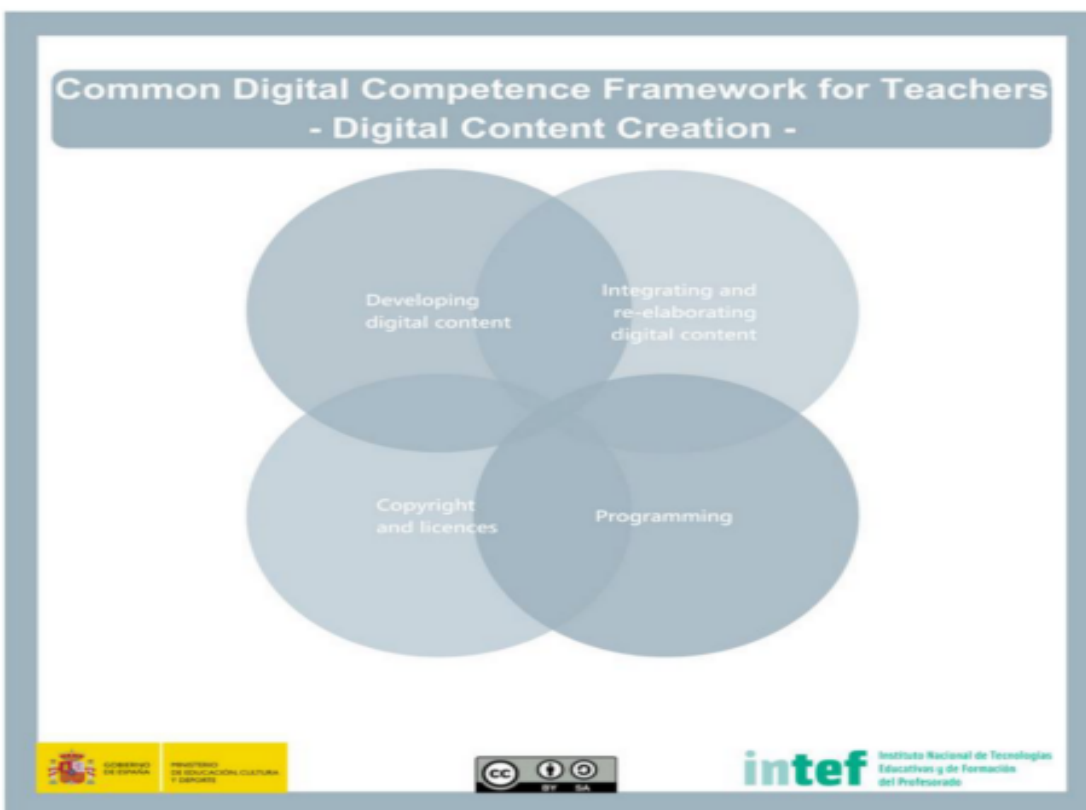 Common Digital Competence Framework for Teachers
- Digital Content Creation -
Developing
digital content
Integrating and
re-elaborating
digital content
Copyright
and licences
Programming
GOBIERNO
DE ESPAÑA
MINISTERIO
DE EDUCACIÓN, CULTURA
Y DEPORTE
cc
BY SA
intef
Instituto Nacional de Tecnologías
Educativas y de Formación
del Profesorado